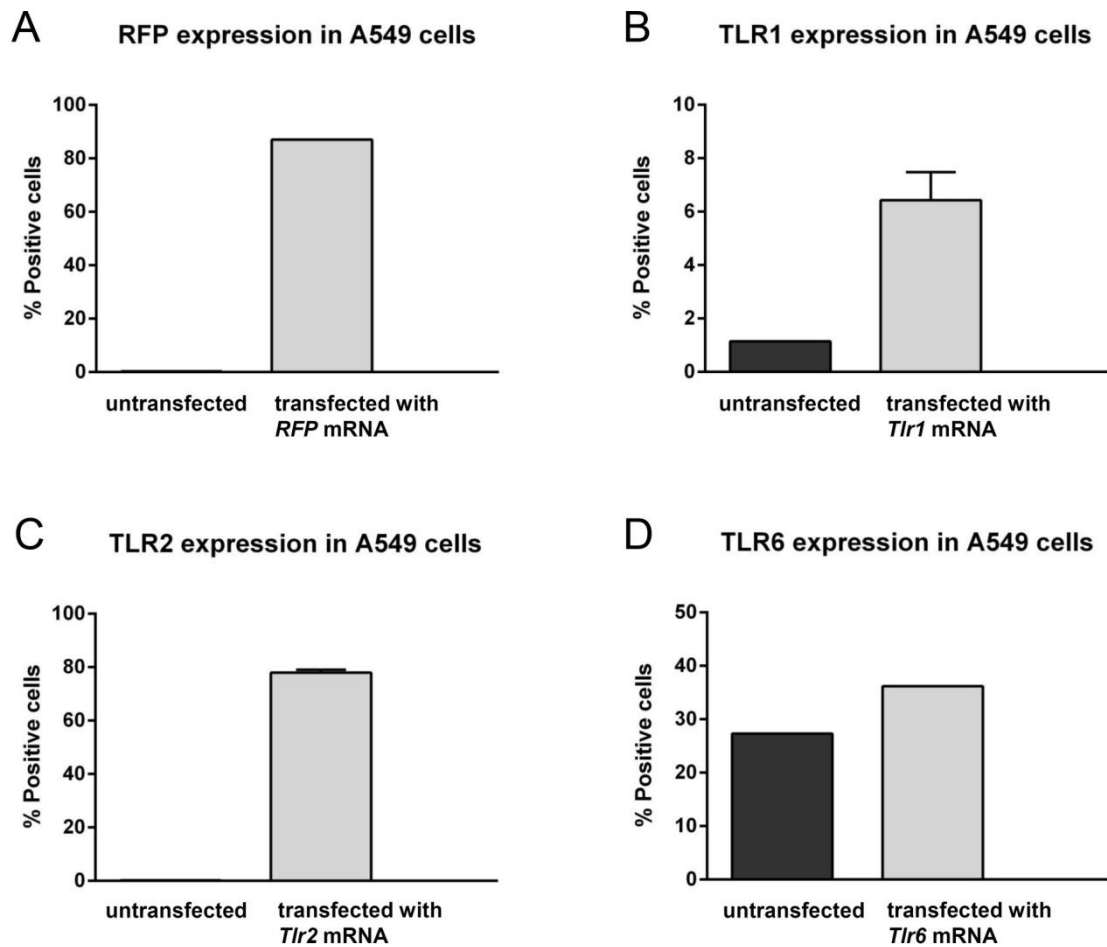 A
RFP expression in A549 cells
% Positive cells
100
80
60
40
20
0
untransfected
transfected with
RFP mRNA
B
TLR1 expression in A549 cells
% Positive cells
10
8
6
4
2
0
untransfected
transfected with
Tlr1 mRNA
C
TLR2 expression in A549 cells
% Positive cells
100
80
60
40
20
0
untransfected
transfected with
Tlr2 mRNA
D
TLR6 expression in A549 cells
% Positive cells
50
40
30
20
10
0
untransfected
transfected with
Tlr6 mRNA